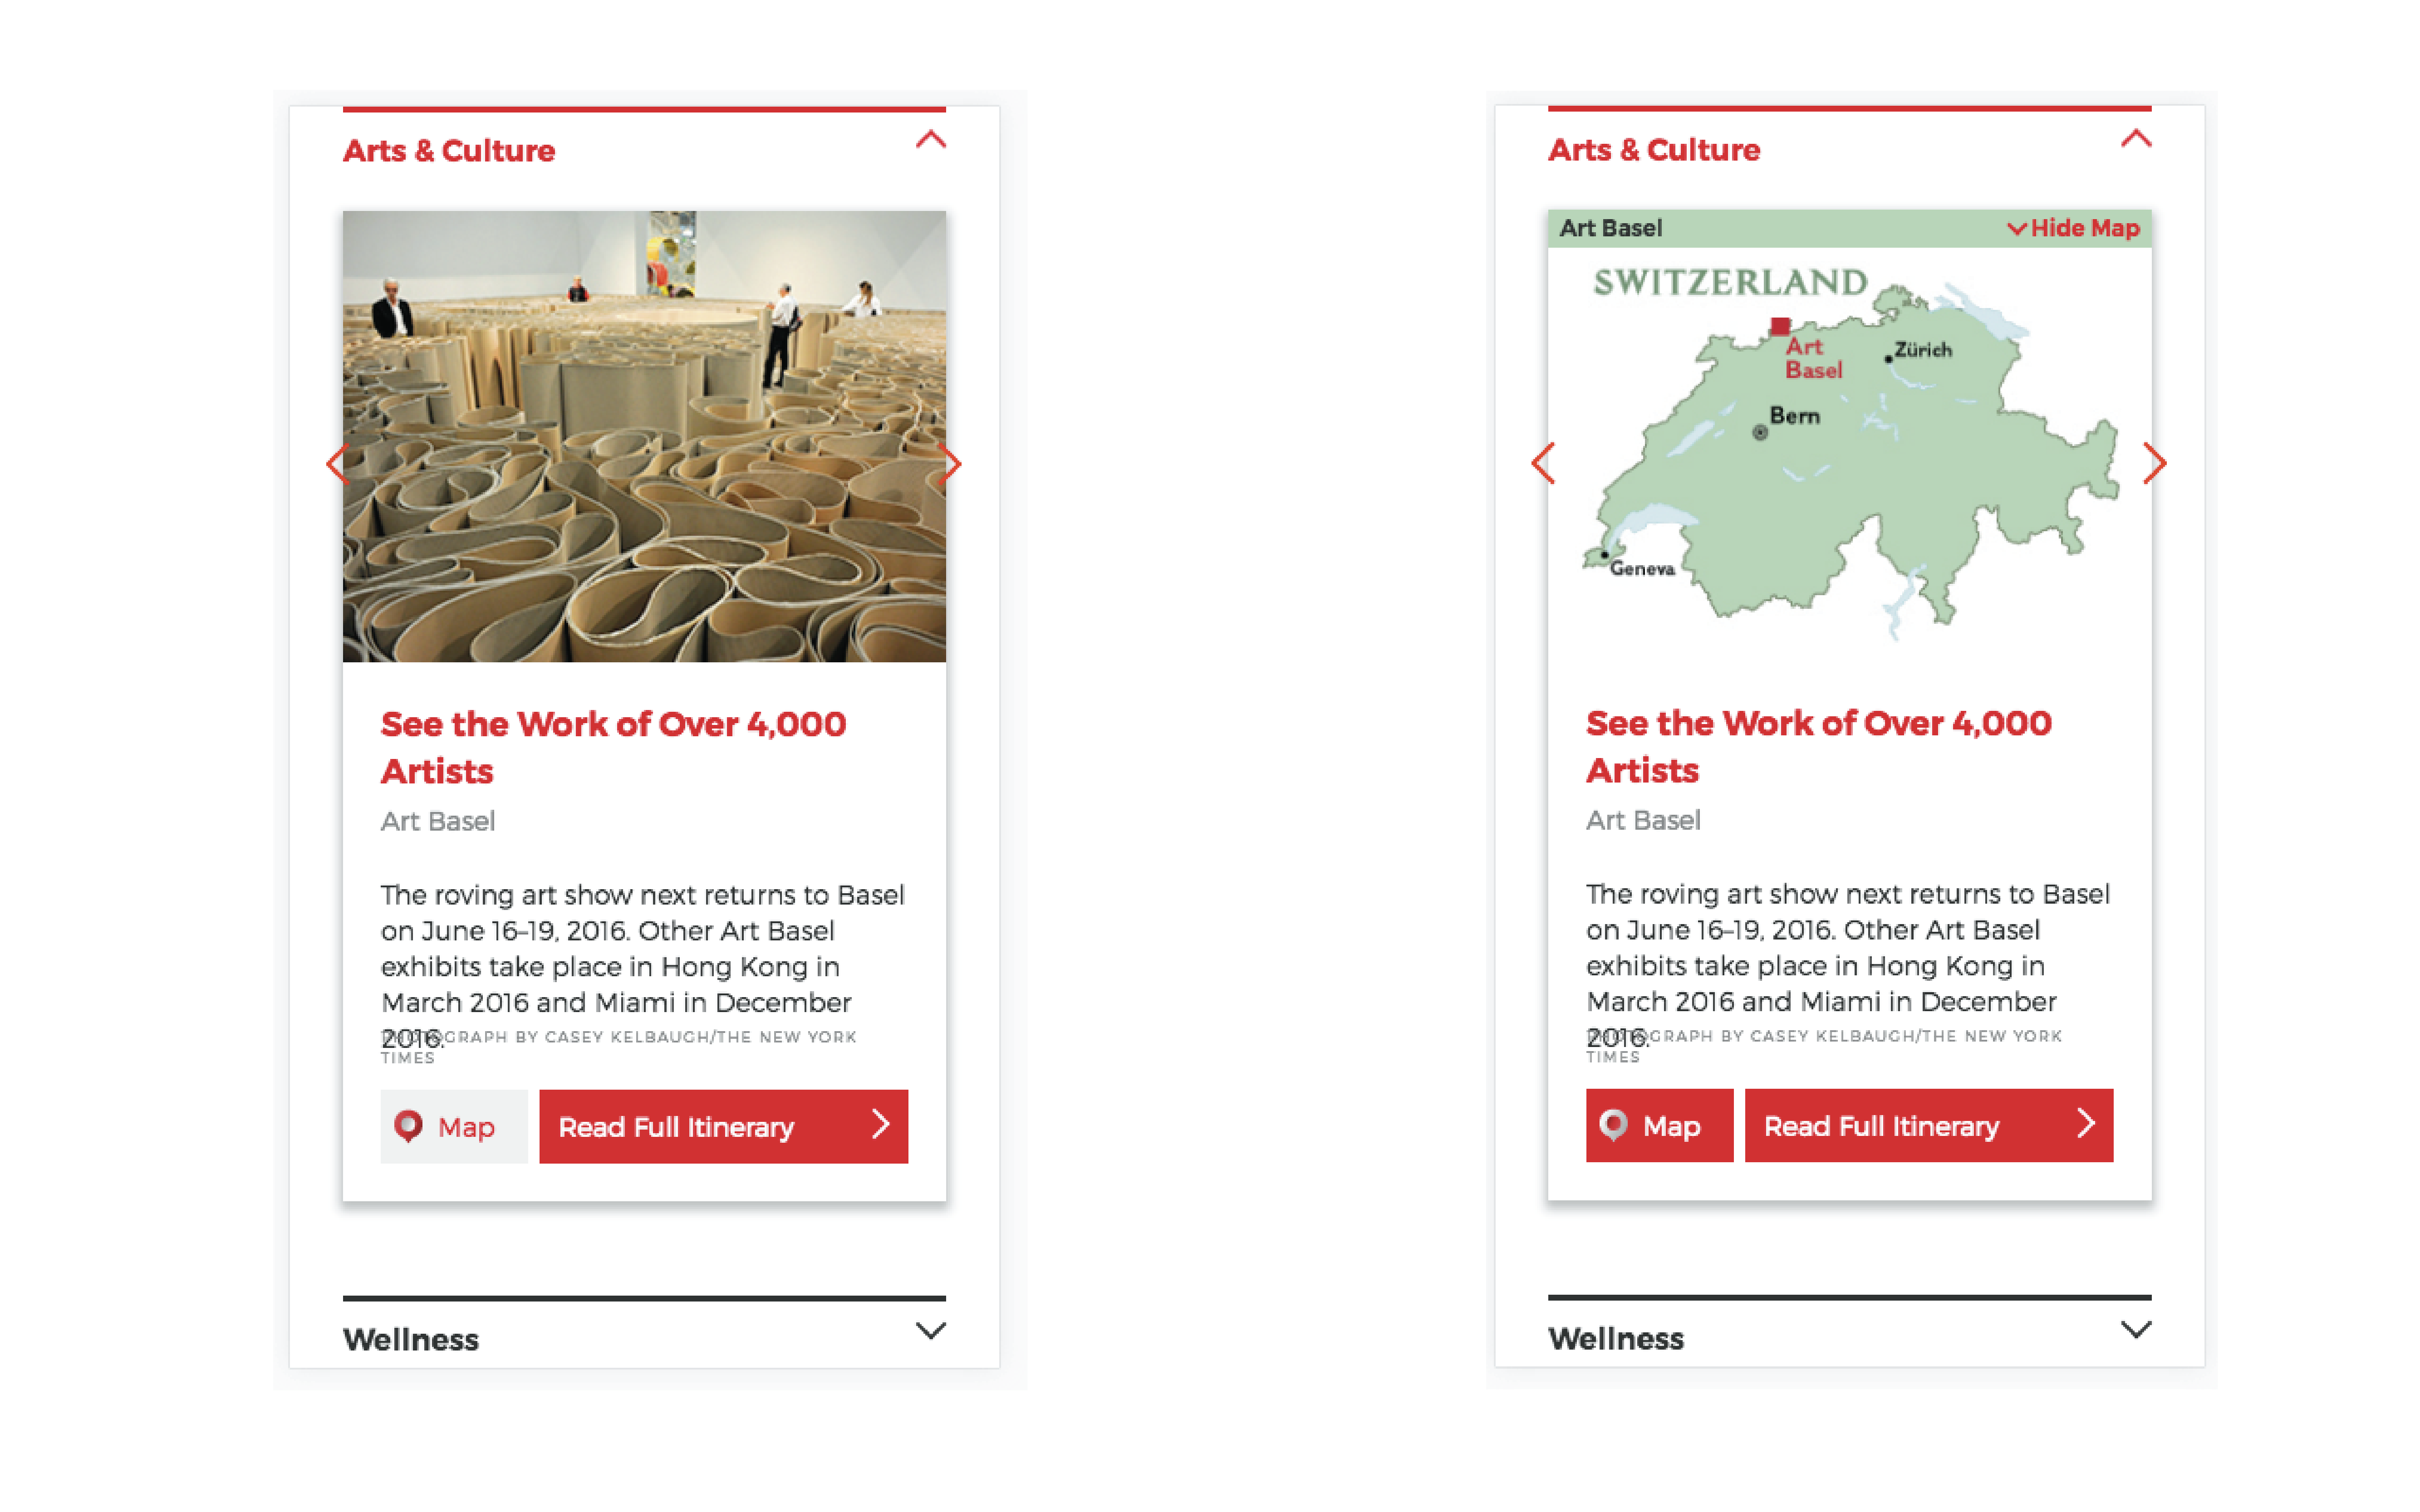 Arts & Culture
See the Work of Over 4,000
Artists
Art Basel
The roving art show next returns to Basel
on June 16–19, 2016. Other Art Basel
exhibits take place in Hong Kong in
March 2016 and Miami in December
2016.
PHOTOGRAPH BY CASEY KELBAUGH/THE NEW YORK
TIMES
Map
Read Full Itinerary
Wellness
Arts & Culture
Art Basel
Hide Map
SWITZERLAND
Art
Basel
Zürich
Bern
Geneva
See the Work of Over 4,000
Artists
Art Basel
The roving art show next returns to Basel
on June 16–19, 2016. Other Art Basel
exhibits take place in Hong Kong in
March 2016 and Miami in December
2016.
PHOTOGRAPH BY CASEY KELBAUGH/THE NEW YORK
TIMES
Map
Read Full Itinerary
Wellness